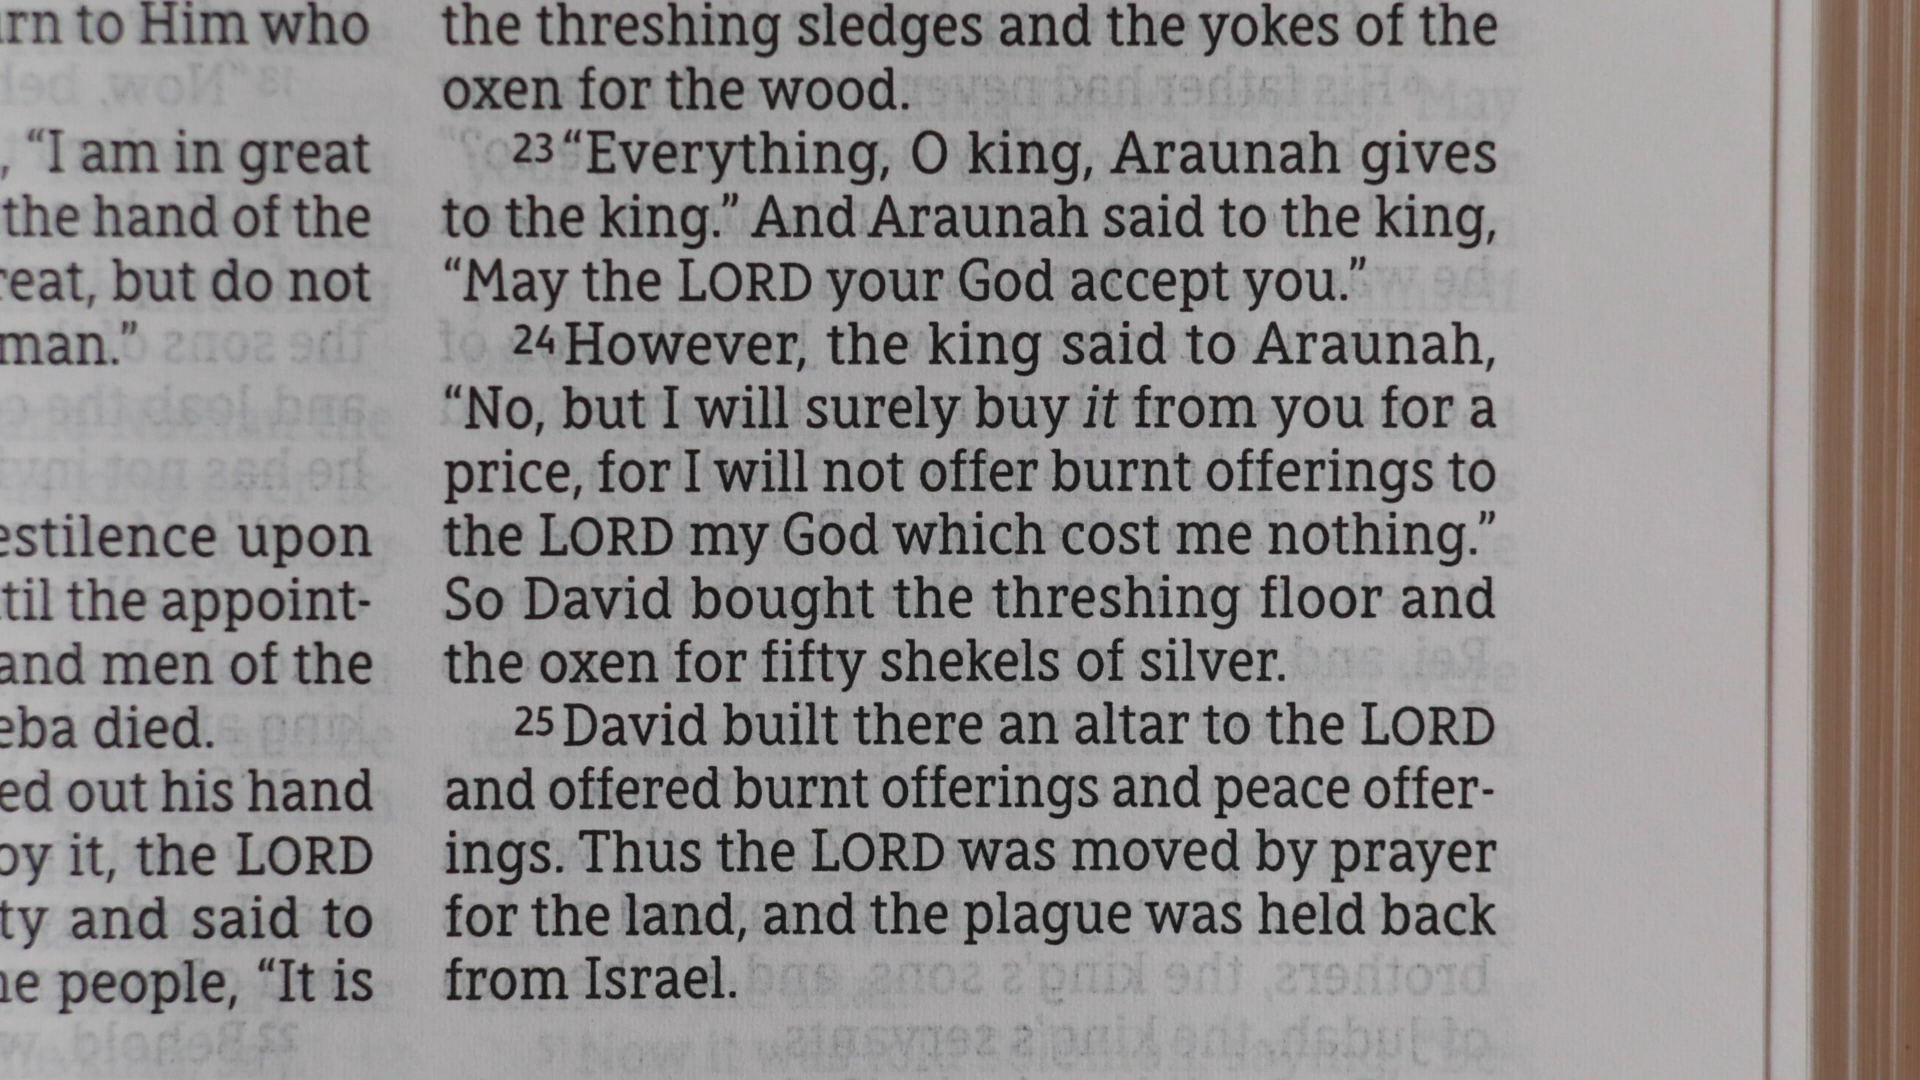 rn to Him who
"I am in great
the hand of the
but do not
man."
upon
the appoint-
and men of the
died.
out his hand
by it, the LORD
and said to
people, "It is
the threshing sledges and the yokes of the
oxen for the wood.
23 "Everything, O king, Araunah gives
to the king." And Araunah said to the king,
"May the LORD your God accept you."
24 However, the king said to Araunah,
"No, but I will surely buy it from you for a
price, for I will not offer burnt offerings to
the LORD my God which cost me nothing."
So David bought the threshing floor and
the oxen for fifty shekels of silver.
25 David built there an altar to the LORD
and offered burnt offerings and peace offer-
ings. Thus the LORD was moved by prayer
for the land, and the plague was held back
from Israel.